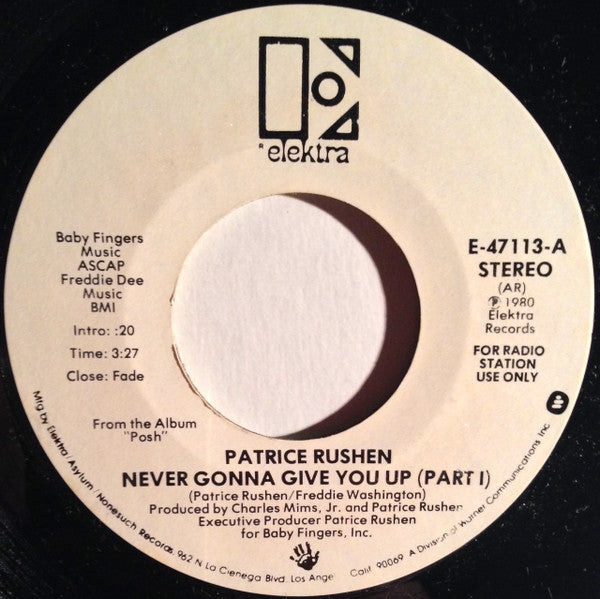 elektra
Baby Fingers
Music
ASCAP
Freddie Dee
Music
BMI
Intro: :20
Time: 3:27
Close: Fade
From the Album
"Posh"
E-47113-A
STEREO
(AR)
℗ 1980
Elektra
Records
FOR RADIO
STATION
USE ONLY
PATRICE RUSHEN
NEVER GONNA GIVE YOU UP (PART I)
(Patrice Rushen/Freddie Washington)
Produced by Charles Mims, Jr. and Patrice Rushen
Executive Producer Patrice Rushen
for Baby Fingers, Inc.
Mfg by Elektra/Asylum/Nonesuch Records, 962 N La Cienega Blvd. Los Ange Calif. 90069 A Division of Warner Communications Inc.